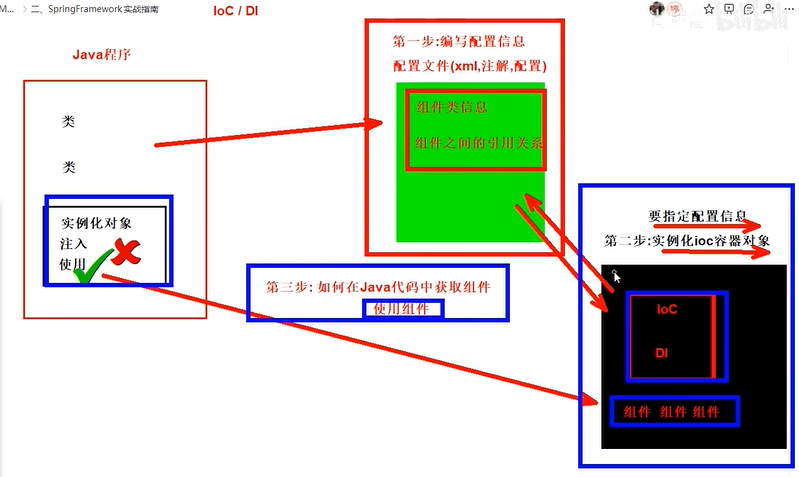 M... > 二、SpringFramework 实战指南
IoC / DI
bilibili
Java程序
类
类
实例化对象
注入
使用
第一步:编写配置信息
配置文件(xml,注解,配置)
组件类信息
组件之间的引用关系
第三步: 如何在Java代码中获取组件
使用组件
要指定配置信息
第二步:实例化ioc容器对象
IoC
DI
组件 组件 组件